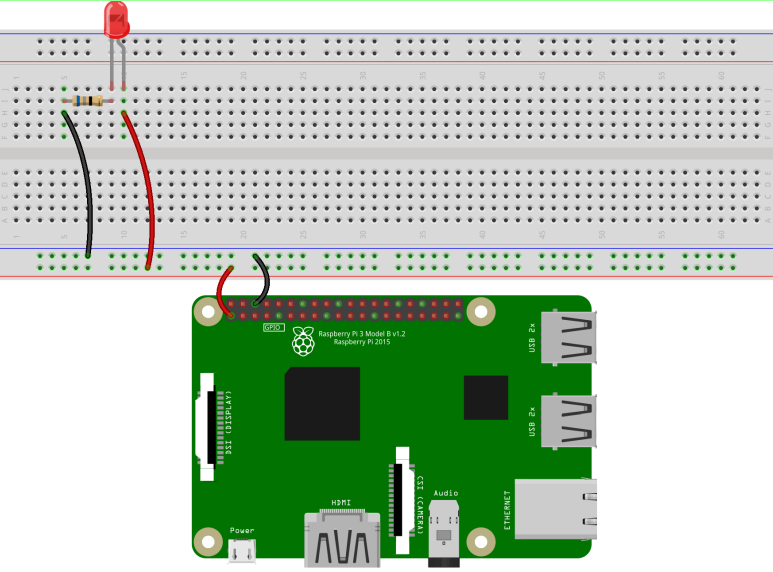 1 5 10 15 20 25 30 35 40 45 50 55 60
J
I
H
G
F
E
D
C
B
A
1 5 10 15 20 25 30 35 40 45 50 55 60
GPIO
Raspberry Pi 3 Model B v1.2
Raspberry Pi 2015
USB 2x
DSI (DISPLAY)
USB 2x
CSI (CAMERA)
Audio
HDMI
ETHERNET
Power